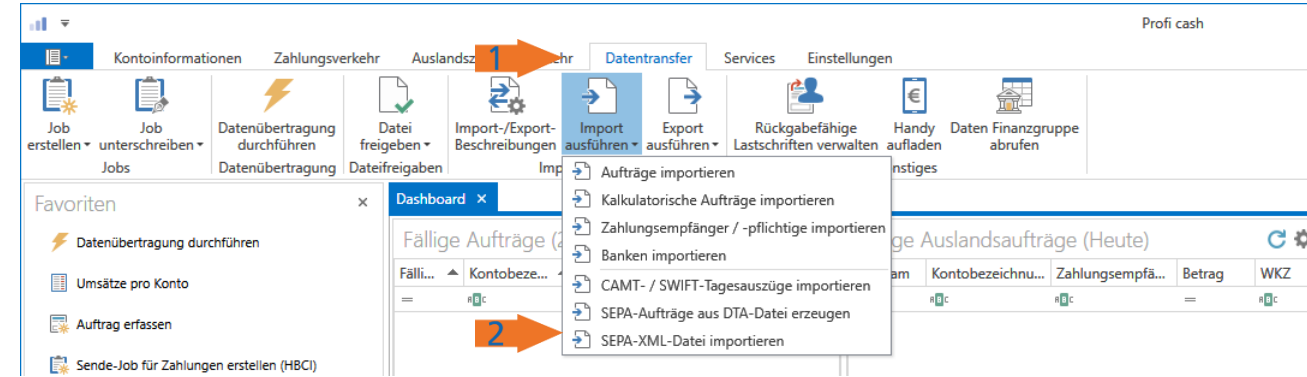 Profi cash
Kontoinformationen Zahlungsverkehr Auslandsz hr Datentransfer Services Einstellungen
1
Job erstellen
Job unterschreiben
Datenübertragung durchführen
Datei freigeben
Import-/Export-Beschreibungen
Import ausführen
Export ausführen
Rückgabefähige Lastschriften verwalten
Handy aufladen
Daten Finanzgruppe abrufen
Jobs Datenübertragung Dateifreigaben Imp nstiges
Aufträge importieren
Kalkulatorische Aufträge importieren
Zahlungsempfänger / -pflichtige importieren
Banken importieren
CAMT- / SWIFT-Tagesauszüge importieren
SEPA-Aufträge aus DTA-Datei erzeugen
SEPA-XML-Datei importieren
2
Favoriten
Datenübertragung durchführen
Umsätze pro Konto
Auftrag erfassen
Sende-Job für Zahlungen erstellen (HBCI)
Dashboard
Fällige Aufträge (
Fälli... Kontobeze...
ge Auslandsaufträge (Heute)
am Kontobezeichnu... Zahlungsempfä... Betrag WKZ